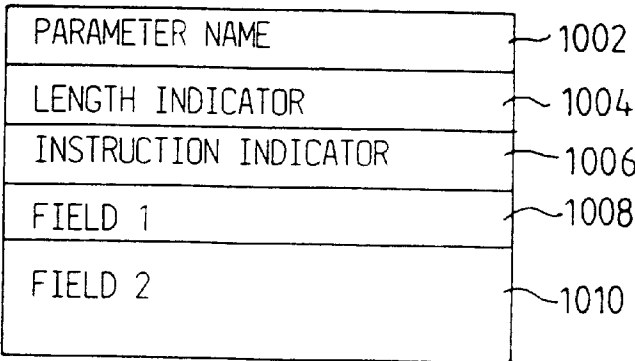 PARAMETER NAME 1002
LENGTH INDICATOR 1004
INSTRUCTION INDICATOR 1006
FIELD 1 1008
FIELD 2 1010